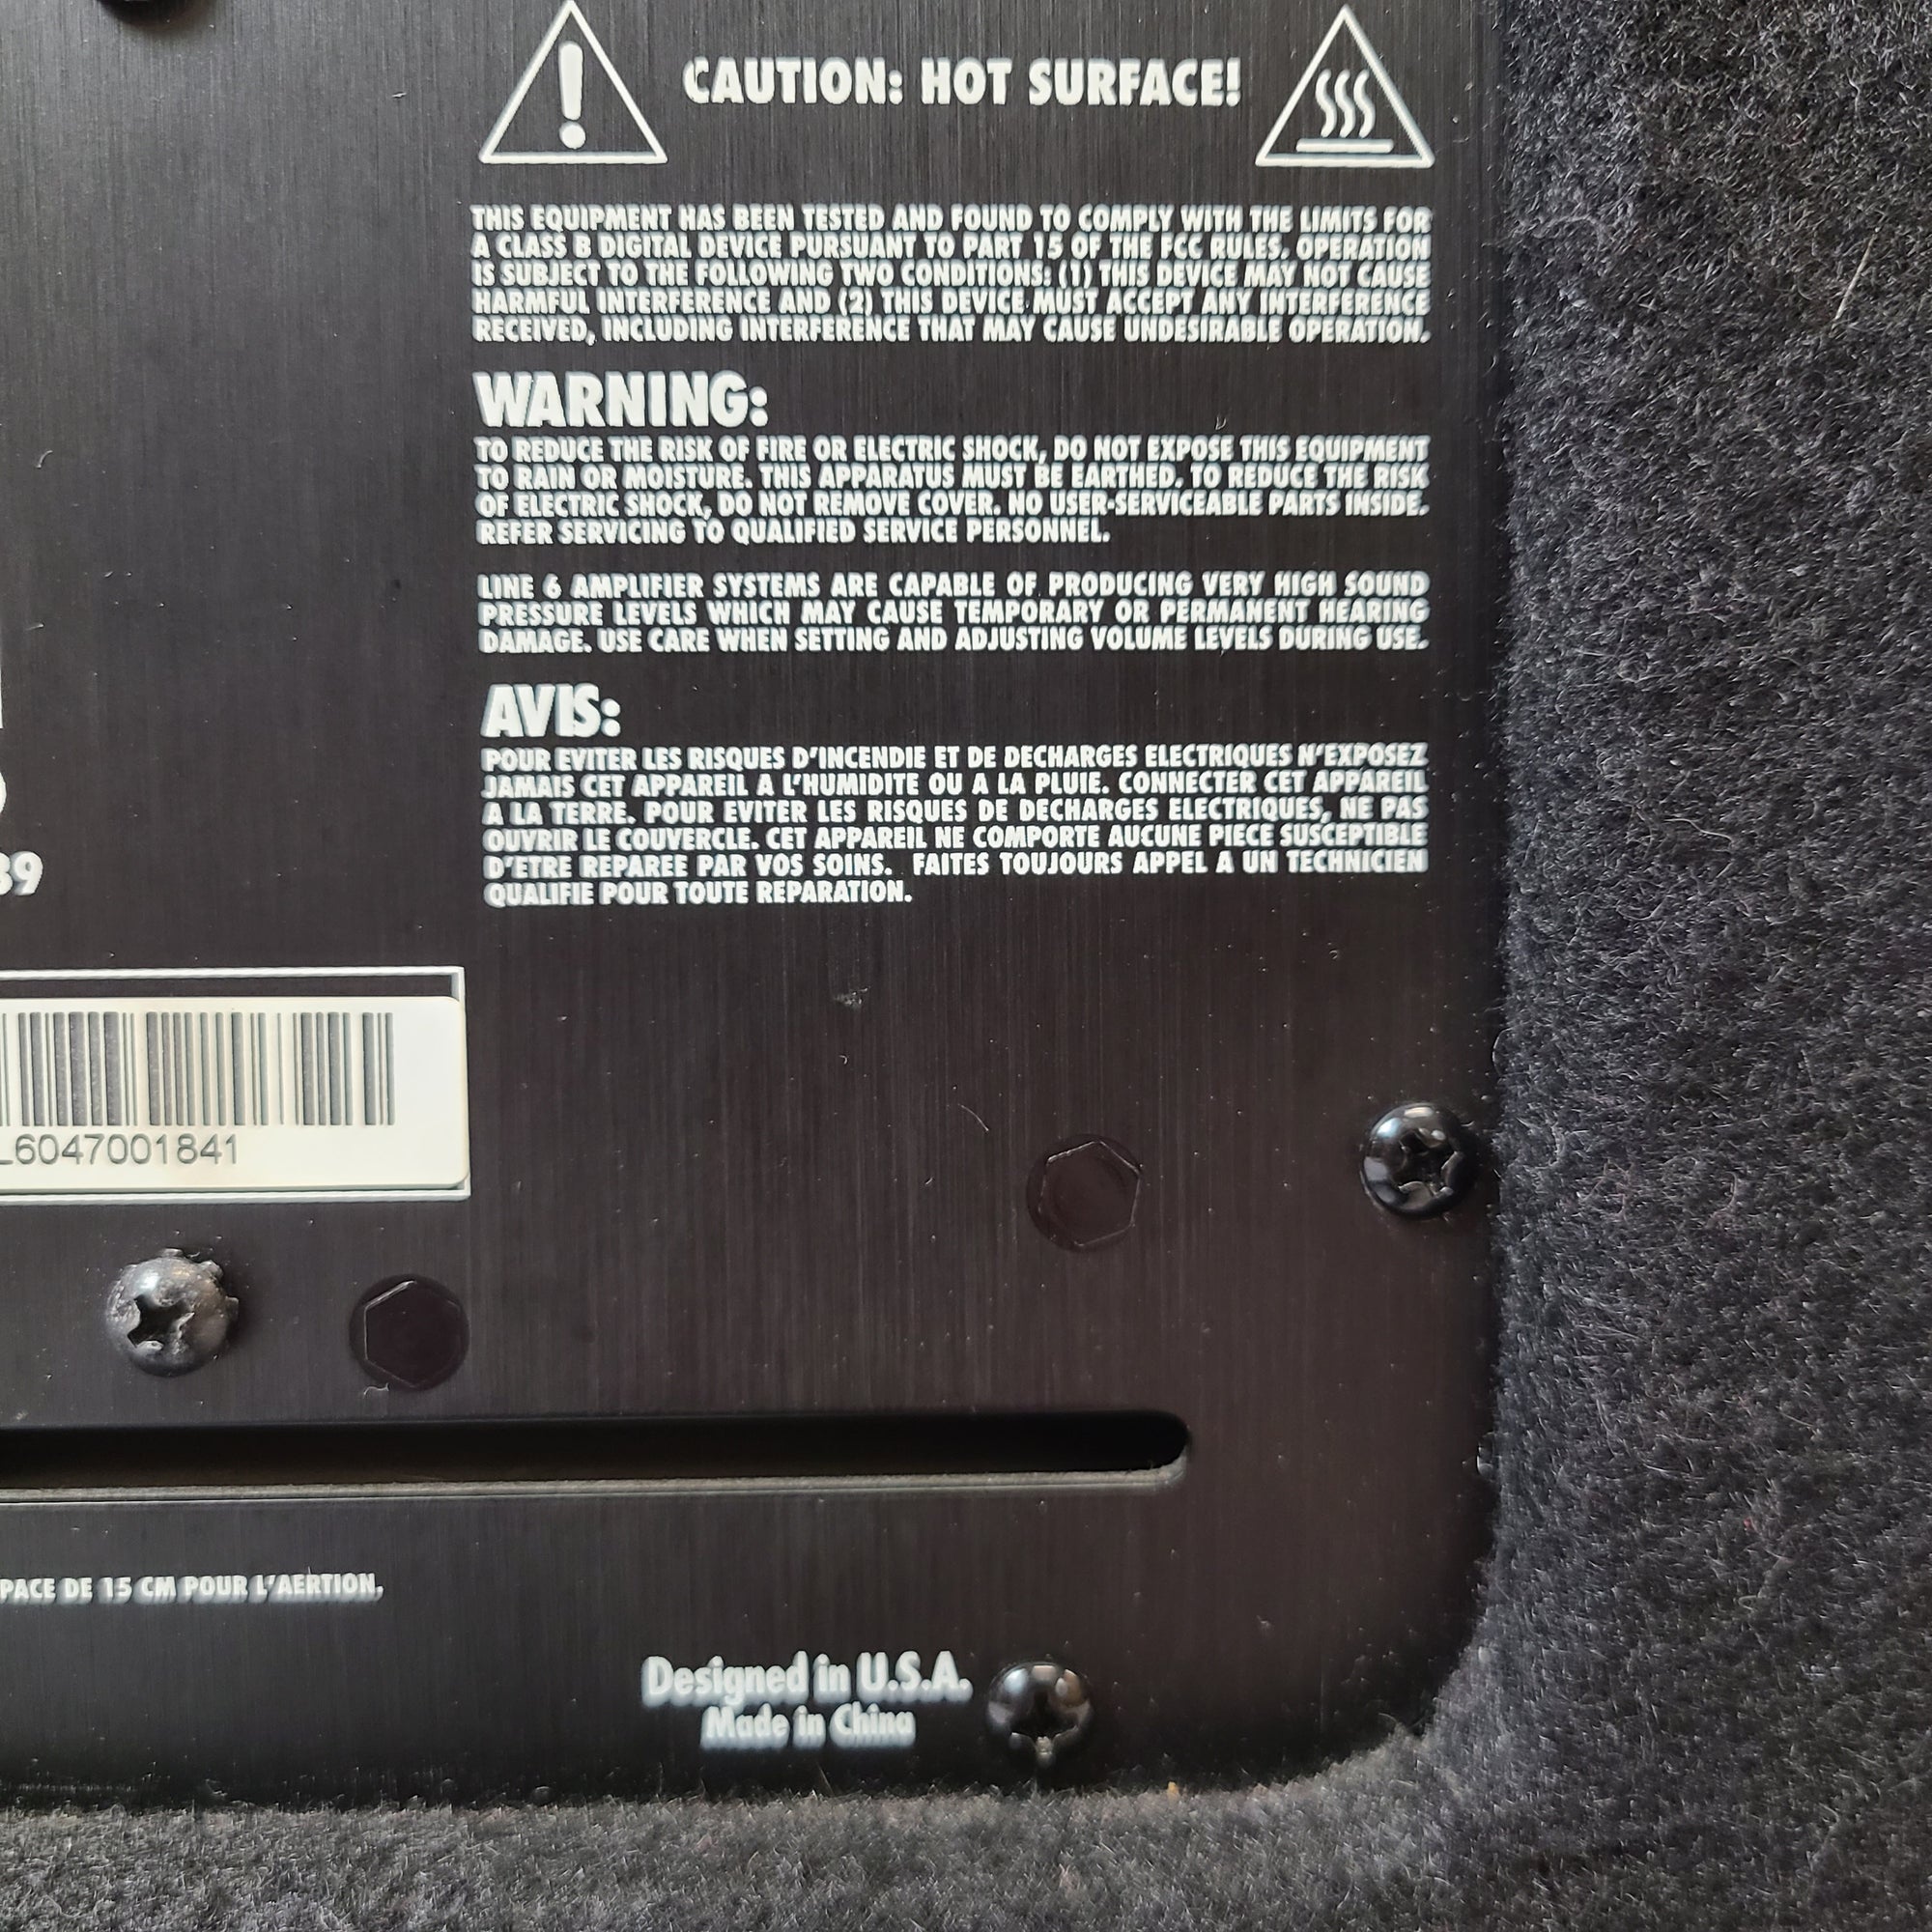 CAUTION: HOT SURFACE!
THIS EQUIPMENT HAS BEEN TESTED AND FOUND TO COMPLY WITH THE LIMITS FOR
A CLASS B DIGITAL DEVICE PURSUANT TO PART 15 OF THE FCC RULES. OPERATION
IS SUBJECT TO THE FOLLOWING TWO CONDITIONS: (1) THIS DEVICE MAY NOT CAUSE
HARMFUL INTERFERENCE AND (2) THIS DEVICE MUST ACCEPT ANY INTERFERENCE
RECEIVED, INCLUDING INTERFERENCE THAT MAY CAUSE UNDESIRABLE OPERATION.
WARNING:
TO REDUCE THE RISK OF FIRE OR ELECTRIC SHOCK, DO NOT EXPOSE THIS EQUIPMENT
TO RAIN OR MOISTURE. THIS APPARATUS MUST BE EARTHED. TO REDUCE THE RISK
OF ELECTRIC SHOCK, DO NOT REMOVE COVER. NO USER-SERVICEABLE PARTS INSIDE.
REFER SERVICING TO QUALIFIED SERVICE PERSONNEL.
LINE 6 AMPLIFIER SYSTEMS ARE CAPABLE OF PRODUCING VERY HIGH SOUND
PRESSURE LEVELS WHICH MAY CAUSE TEMPORARY OR PERMANENT HEARING
DAMAGE. USE CARE WHEN SETTING AND ADJUSTING VOLUME LEVELS DURING USE.
AVIS:
POUR EVITER LES RISQUES D'INCENDIE ET DE DECHARGES ELECTRIQUES N'EXPOSEZ
JAMAIS CET APPAREIL A L'HUMIDITE OU A LA PLUIE. CONNECTER CET APPAREIL
A LA TERRE. POUR EVITER LES RISQUES DE DECHARGES ELECTRIQUES, NE PAS
OUVRIR LE COUVERCLE. CET APPAREIL NE COMPORTE AUCUNE PIECE SUSCEPTIBLE
D'ETRE REPAREE PAR VOS SOINS. FAITES TOUJOURS APPEL A UN TECHNICIEN
QUALIFIE POUR TOUTE REPARATION.
39
L6047001841
PACE DE 15 CM POUR L'AERTION.
Designed in U.S.A.
Made in China